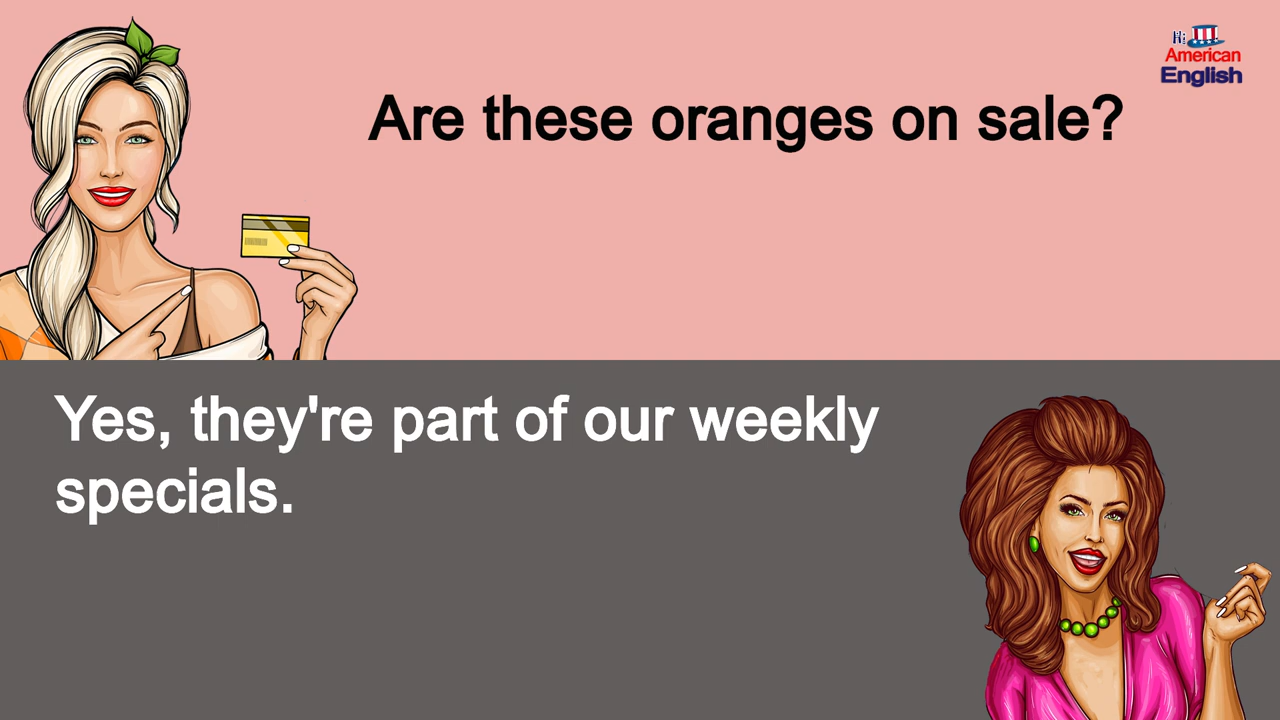 Hi
American
English
Are these oranges on sale?
Yes, they're part of our weekly
specials.